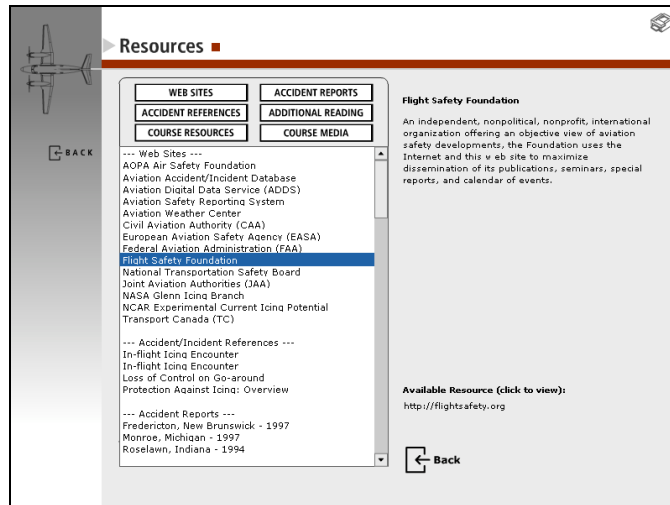 Resources
WEB SITES
ACCIDENT REPORTS
ACCIDENT REFERENCES
ADDITIONAL READING
COURSE RESOURCES
COURSE MEDIA
BACK
--- Web Sites ---
AOPA Air Safety Foundation
Aviation Accident/Incident Database
Aviation Digital Data Service (ADDS)
Aviation Safety Reporting System
Aviation Weather Center
Civil Aviation Authority (CAA)
European Aviation Safety Agency (EASA)
Federal Aviation Administration (FAA)
Flight Safety Foundation
National Transportation Safety Board
Joint Aviation Authorities (JAA)
NASA Glenn Icing Branch
NCAR Experimental Current Icing Potential
Transport Canada (TC)
--- Accident/Incident References ---
In-flight Icing Encounter
In-flight Icing Encounter
Loss of Control on Go-around
Protection Against Icing: Overview
--- Accident Reports ---
Fredericton, New Brunswick - 1997
Monroe, Michigan - 1997
Roselawn, Indiana - 1994
Flight Safety Foundation
An independent, nonpolitical, nonprofit, international
organization offering an objective view of aviation
safety developments, the Foundation uses the
Internet and this w eb site to maximize
dissemination of its publications, seminars, special
reports, and calendar of events.
Available Resource (click to view):
http://flightsafety.org
Back